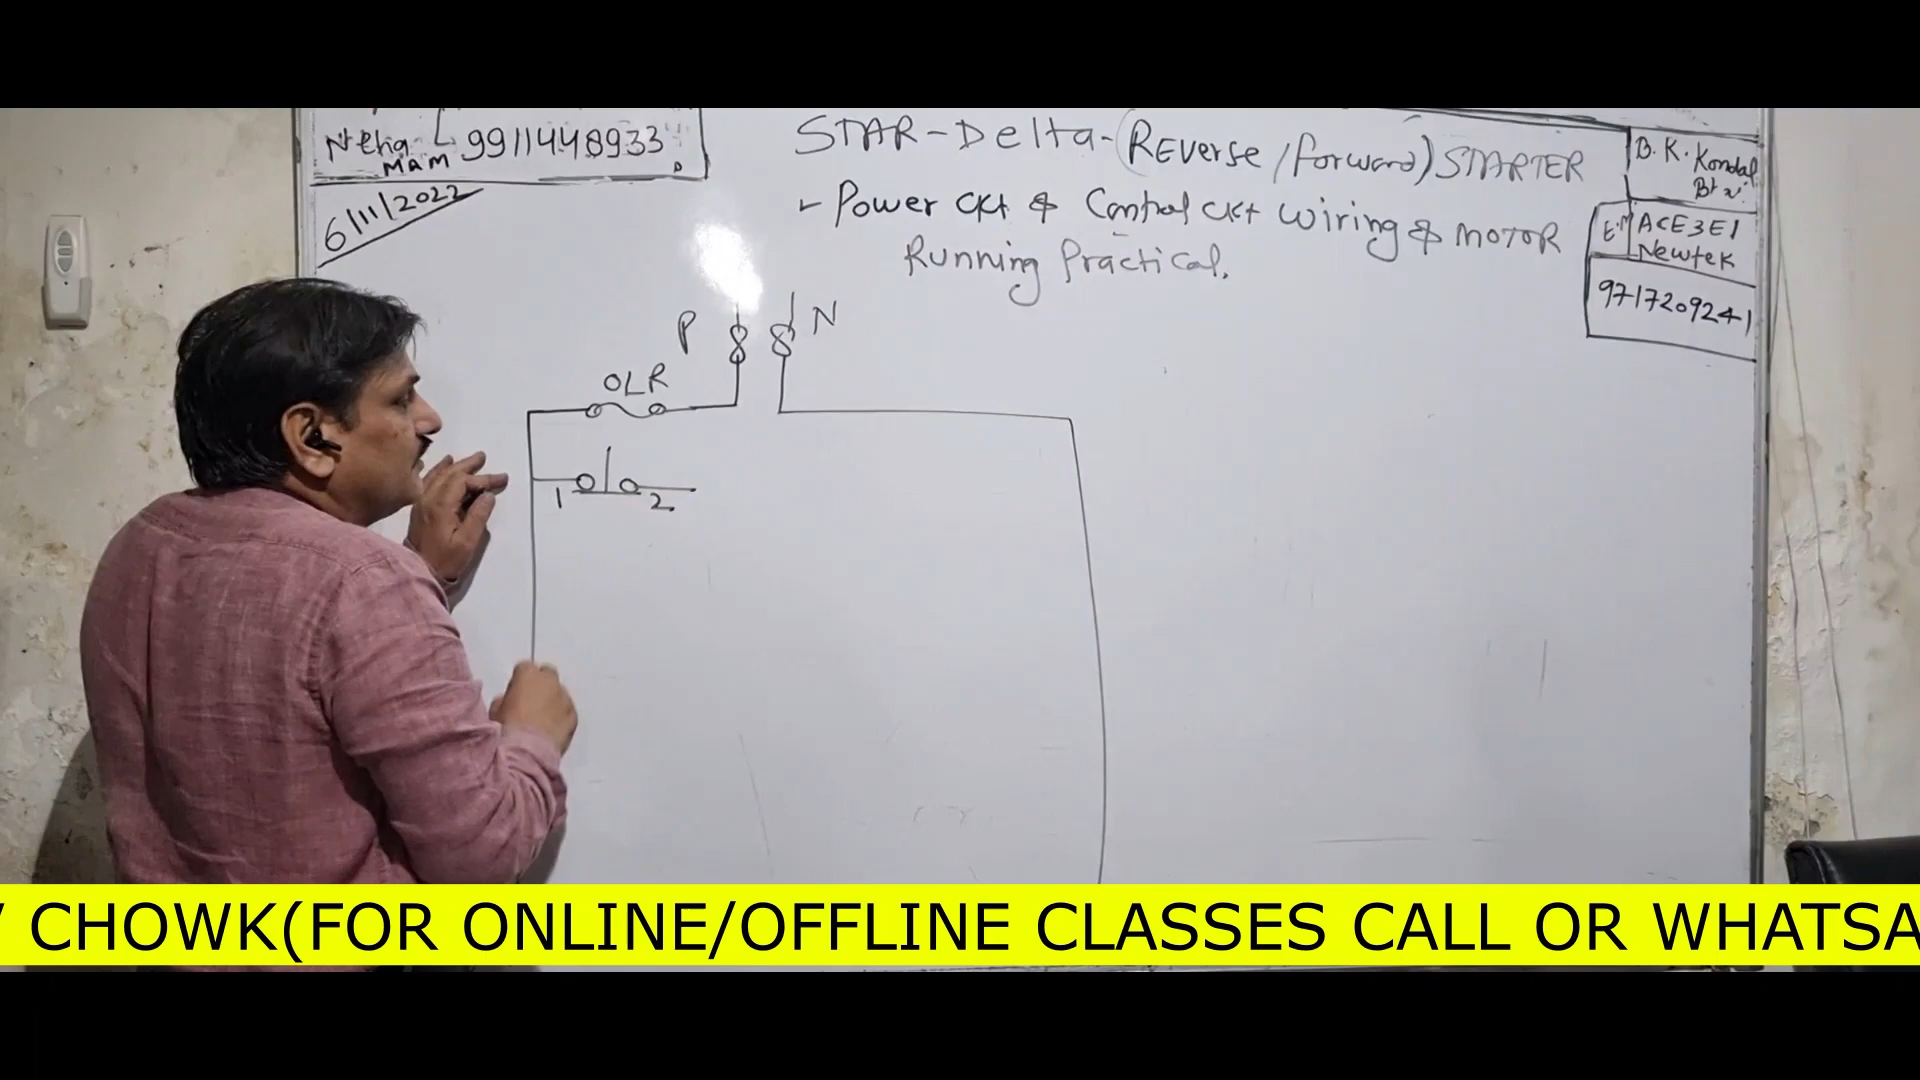 Neha
Mam
9911448933
6/11/2022
STAR-Delta-(REverse/forward) STARTER
- Power CKt & Control CKt Wiring & MOTOR
Running Practical.
B.K. Kondal
ACE3E1
Newtek
9717209241
P
N
OLR
1
2
CHOWK(FOR ONLINE/OFFLINE CLASSES CALL OR WHATSA